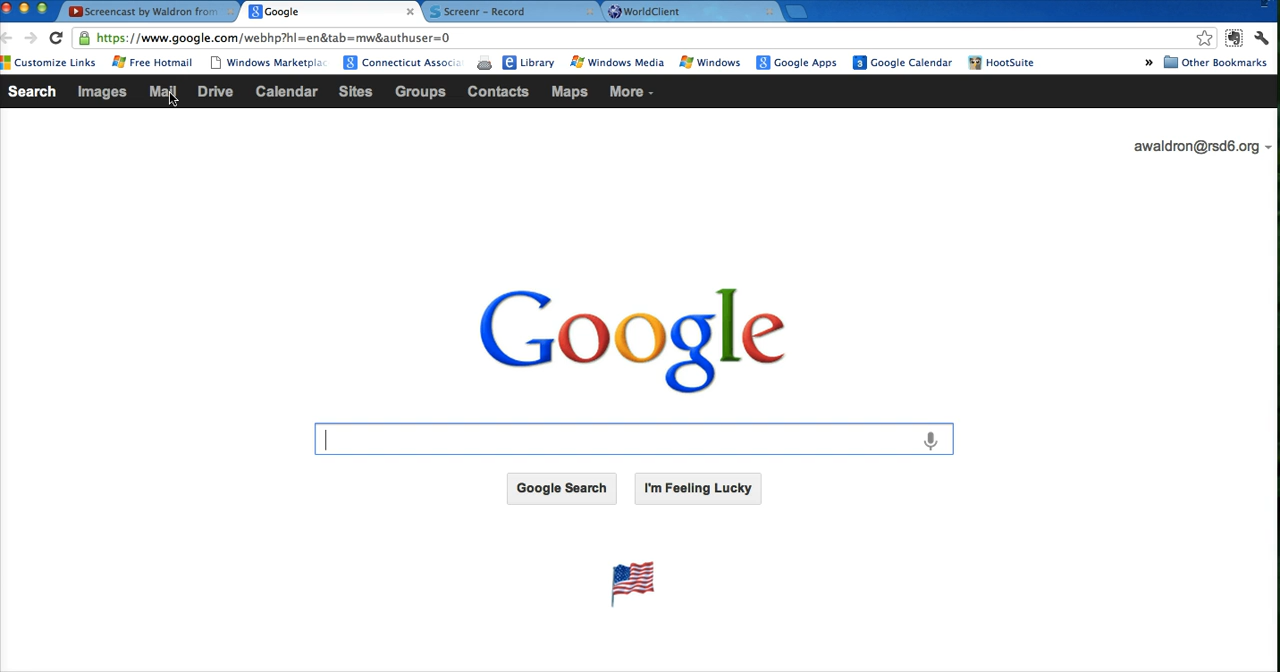 Screencast by Waldron from
Google
Screenr - Record
WorldClient
https://www.google.com/webhp?hl=en&tab=mw&authuser=0
Customize Links
Free Hotmail
Windows Marketplac
Connecticut Associa
Library
Windows Media
Windows
Google Apps
3
Google Calendar
HootSuite
»
Other Bookmarks
Search
Images
Mail
Drive
Calendar
Sites
Groups
Contacts
Maps
More
awaldron@rsd6.org
Google
Google Search
I'm Feeling Lucky